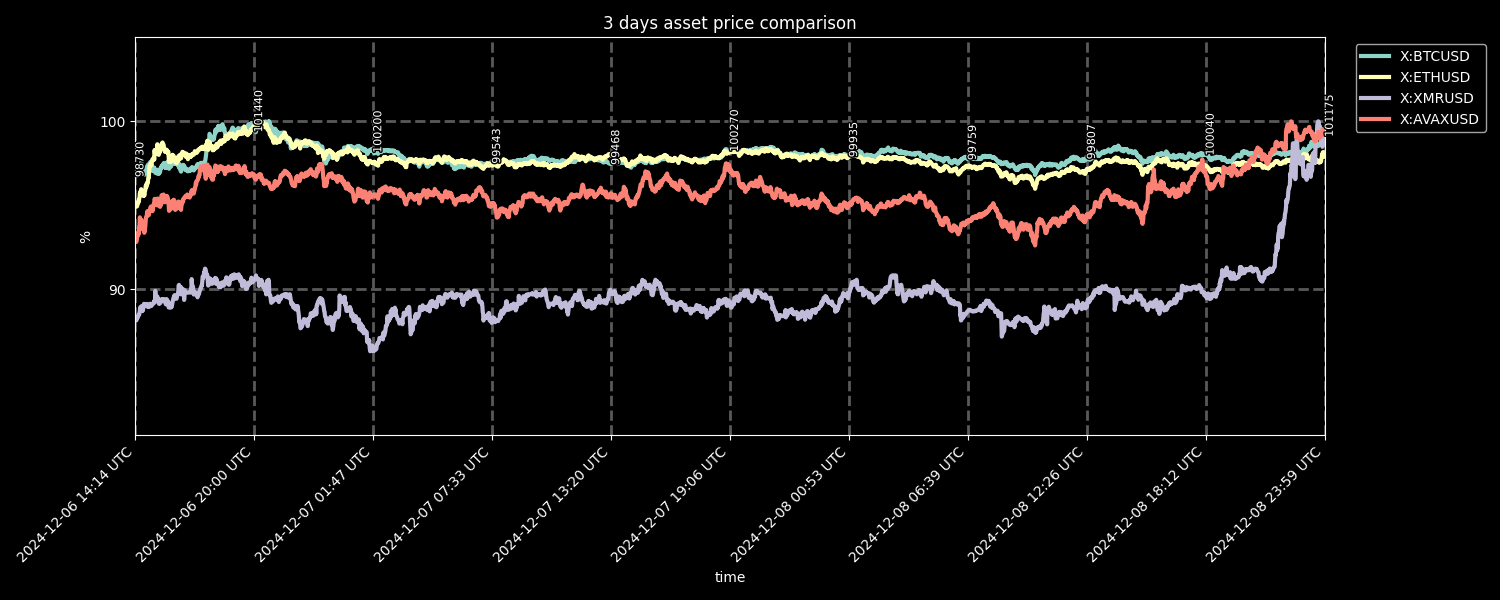 3 days asset price comparison
X:BTCUSD
X:ETHUSD
X:XMRUSD
X:AVAXUSD
100
90
%
98730
101440
100200
99543
99468
100270
99935
99759
99807
100040
101175
2024-12-06 14:14 UTC
2024-12-06 20:00 UTC
2024-12-07 01:47 UTC
2024-12-07 07:33 UTC
2024-12-07 13:20 UTC
2024-12-07 19:06 UTC
2024-12-08 00:53 UTC
2024-12-08 06:39 UTC
2024-12-08 12:26 UTC
2024-12-08 18:12 UTC
2024-12-08 23:59 UTC
time